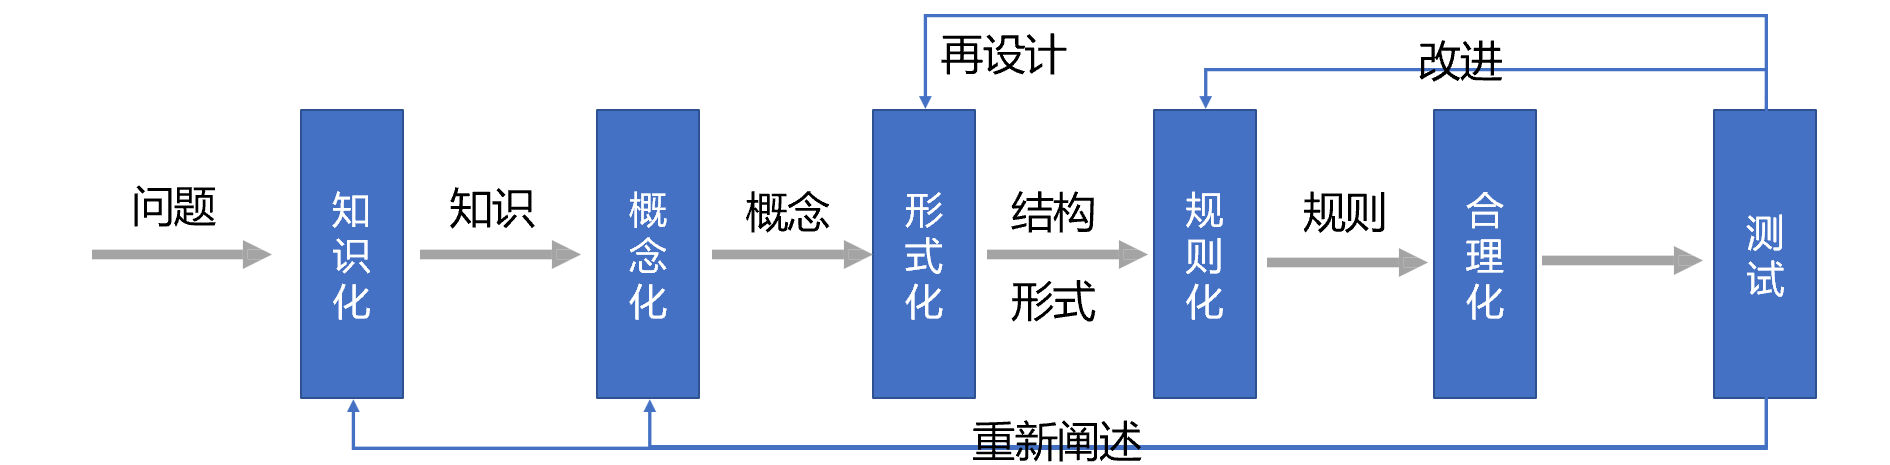 再设计
改进
问题
知识化
知识
概念化
概念
形式化
结构
形式
规则化
规则
合理化
测试
重新阐述